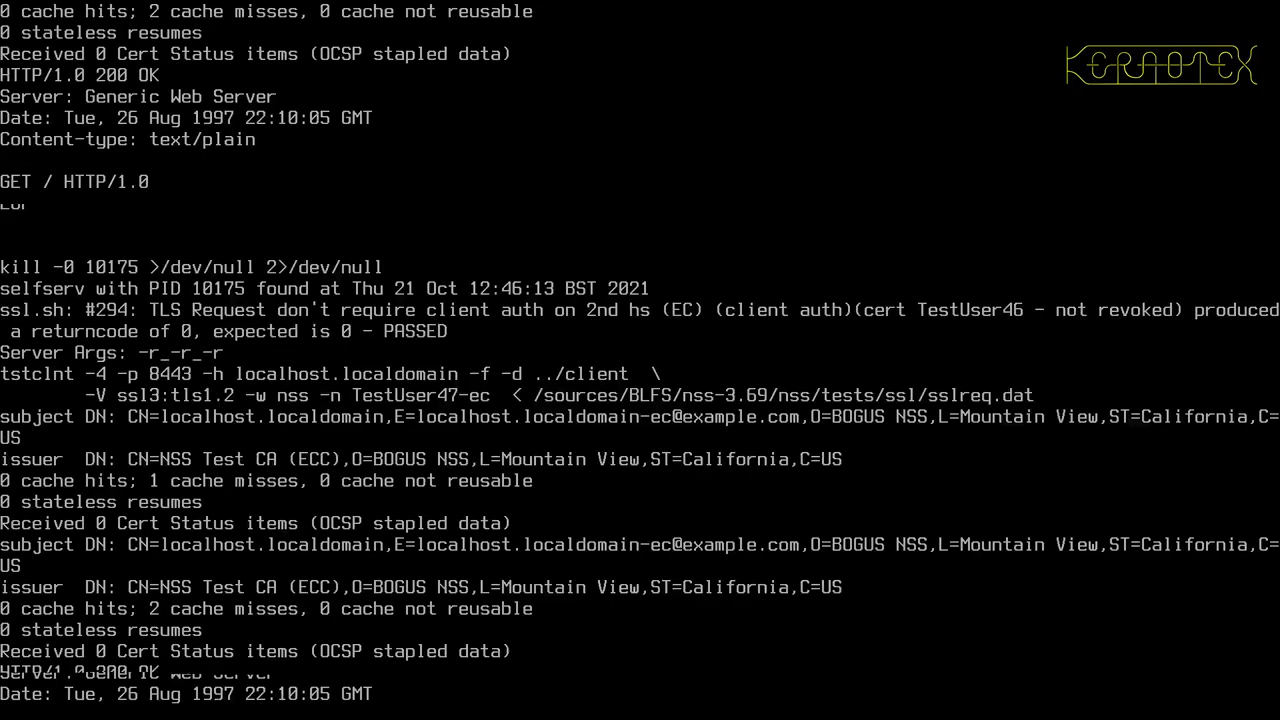 0 cache hits; 2 cache misses, 0 cache not reusable
0 stateless resumes
Received 0 Cert Status items (OCSP stapled data)
HTTP/1.0 200 OK
Server: Generic Web Server
Date: Tue, 26 Aug 1997 22:10:05 GMT
Content-type: text/plain
KERNOTEX
GET / HTTP/1.0
kill -0 10175 >/dev/null 2>/dev/null
selfserv with PID 10175 found at Thu 21 Oct 12:46:13 BST 2021
ssl.sh: #294: TLS Request don't require client auth on 2nd hs (EC) (client auth)(cert TestUser46 - not revoked) produced
 a returncode of 0, expected is 0 - PASSED
Server Args: -r_-r_-r
tstclnt -4 -p 8443 -h localhost.localdomain -f -d ../client  \
        -V ssl3:tls1.2 -w nss -n TestUser47-ec  < /sources/BLFS/nss-3.69/nss/tests/ssl/sslreq.dat
subject DN: CN=localhost.localdomain,E=localhost.localdomain-ec@example.com,O=BOGUS NSS,L=Mountain View,ST=California,C=
US
issuer  DN: CN=NSS Test CA (ECC),O=BOGUS NSS,L=Mountain View,ST=California,C=US
0 cache hits; 1 cache misses, 0 cache not reusable
0 stateless resumes
Received 0 Cert Status items (OCSP stapled data)
subject DN: CN=localhost.localdomain,E=localhost.localdomain-ec@example.com,O=BOGUS NSS,L=Mountain View,ST=California,C=
US
issuer  DN: CN=NSS Test CA (ECC),O=BOGUS NSS,L=Mountain View,ST=California,C=US
0 cache hits; 2 cache misses, 0 cache not reusable
0 stateless resumes
Received 0 Cert Status items (OCSP stapled data)
HTTP/1.0 200 OK
Server: Generic Web Server
Date: Tue, 26 Aug 1997 22:10:05 GMT